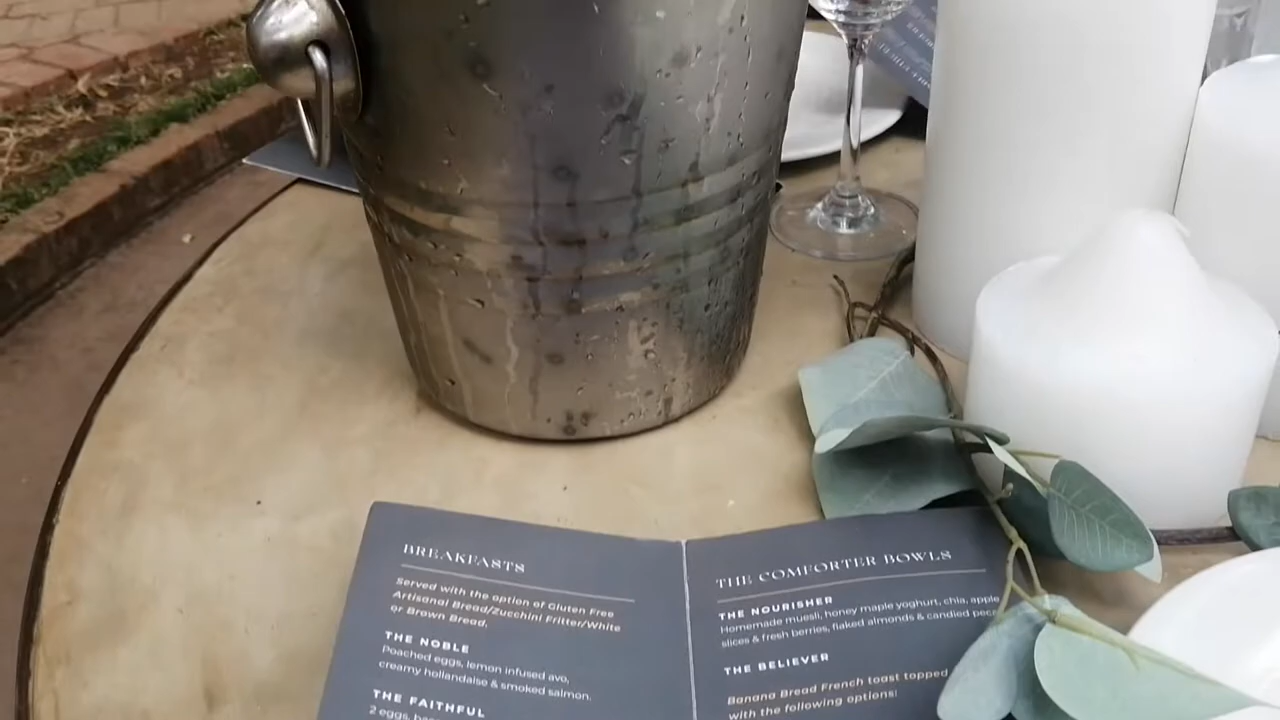 BREAKFASTS
Served with the option of Gluten Free
Artisanal Bread/Zucchini Fritter/White
or Brown Bread.
THE NOBLE
Poached eggs, lemon infused avo,
creamy hollandaise & smoked salmon.
THE FAITHFUL
2 eggs,
THE COMFORTER BOWLS
THE NOURISHER
Homemade muesli, honey maple yoghurt, chia, apple
slices & fresh berries, flaked almonds & candied
THE BELIEVER
Banana Bread French toast topped
with the following options: